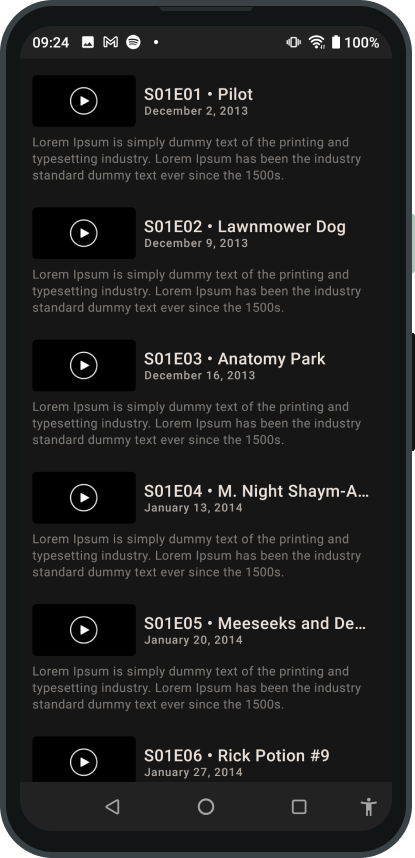 09:24
100%
S01E01 • Pilot
December 2, 2013
Lorem Ipsum is simply dummy text of the printing and
typesetting industry. Lorem Ipsum has been the industry
standard dummy text ever since the 1500s.
S01E02 • Lawnmower Dog
December 9, 2013
Lorem Ipsum is simply dummy text of the printing and
typesetting industry. Lorem Ipsum has been the industry
standard dummy text ever since the 1500s.
S01E03 • Anatomy Park
December 16, 2013
Lorem Ipsum is simply dummy text of the printing and
typesetting industry. Lorem Ipsum has been the industry
standard dummy text ever since the 1500s.
S01E04 • M. Night Shaym-A...
January 13, 2014
Lorem Ipsum is simply dummy text of the printing and
typesetting industry. Lorem Ipsum has been the industry
standard dummy text ever since the 1500s.
S01E05 • Meeseeks and De...
January 20, 2014
Lorem Ipsum is simply dummy text of the printing and
typesetting industry. Lorem Ipsum has been the industry
standard dummy text ever since the 1500s.
S01E06 • Rick Potion #9
January 27, 2014